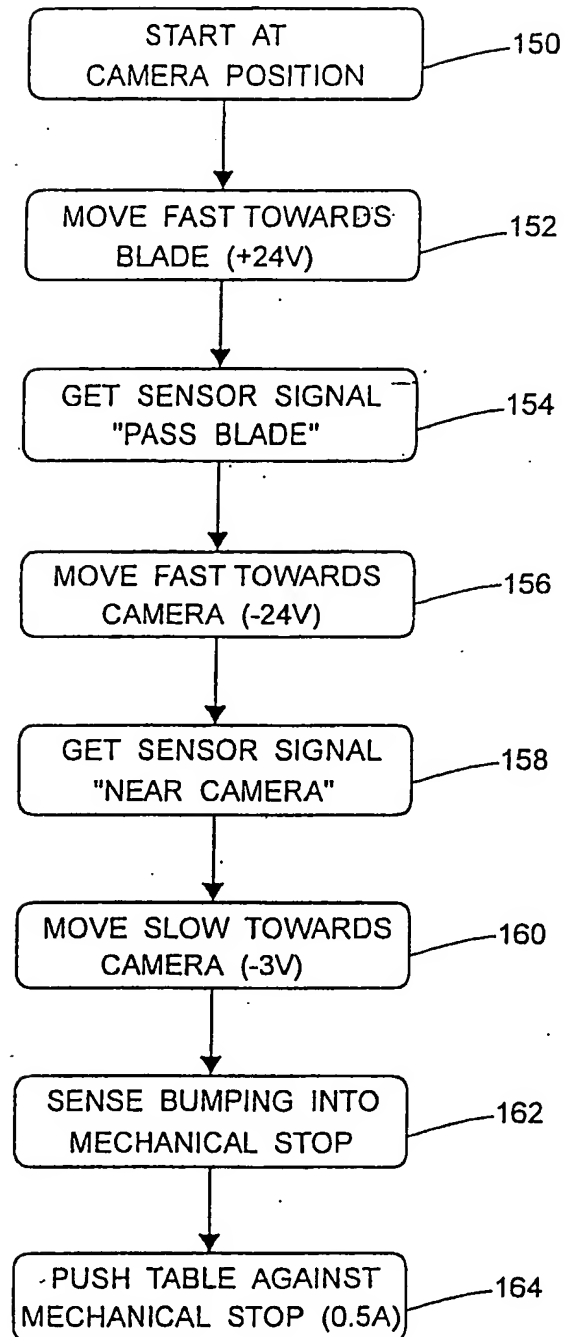 START AT
CAMERA POSITION
150
MOVE FAST TOWARDS
BLADE (+24V)
152
GET SENSOR SIGNAL
"PASS BLADE"
154
MOVE FAST TOWARDS
CAMERA (-24V)
156
GET SENSOR SIGNAL
"NEAR CAMERA"
158
MOVE SLOW TOWARDS
CAMERA (-3V)
160
SENSE BUMPING INTO
MECHANICAL STOP
162
PUSH TABLE AGAINST
MECHANICAL STOP (0.5A)
164